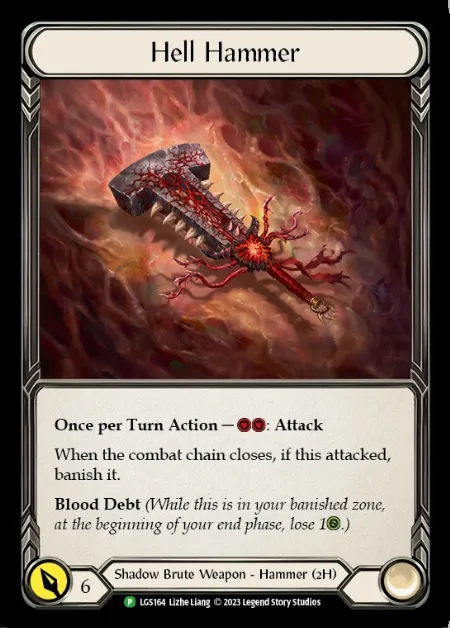 Hell Hammer
Once per Turn Action — : Attack
When the combat chain closes, if this attacked,
banish it.
Blood Debt (While this is in your banished zone,
at the beginning of your end phase, lose 1.)
6
Shadow Brute Weapon - Hammer (2H)
P LGS164 Lizhe Liang © 2023 Legend Story Studios